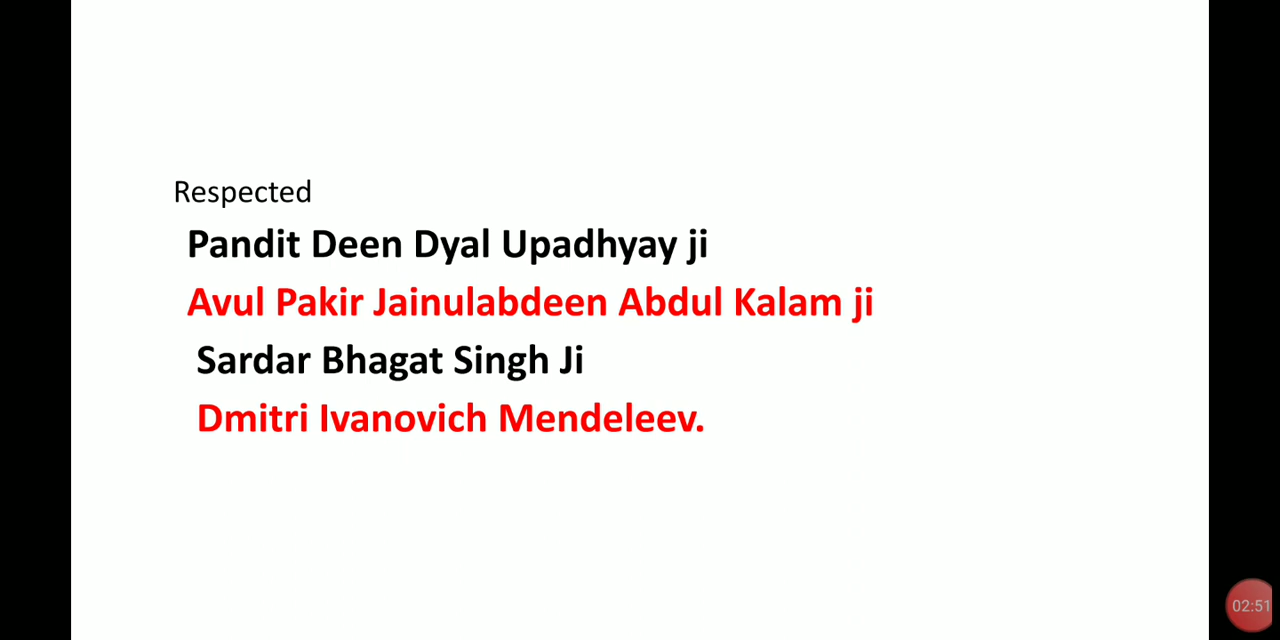 Respected
Pandit Deen Dyal Upadhyay ji
Avul Pakir Jainulabdeen Abdul Kalam ji
Sardar Bhagat Singh Ji
Dmitri Ivanovich Mendeleev.
02:51